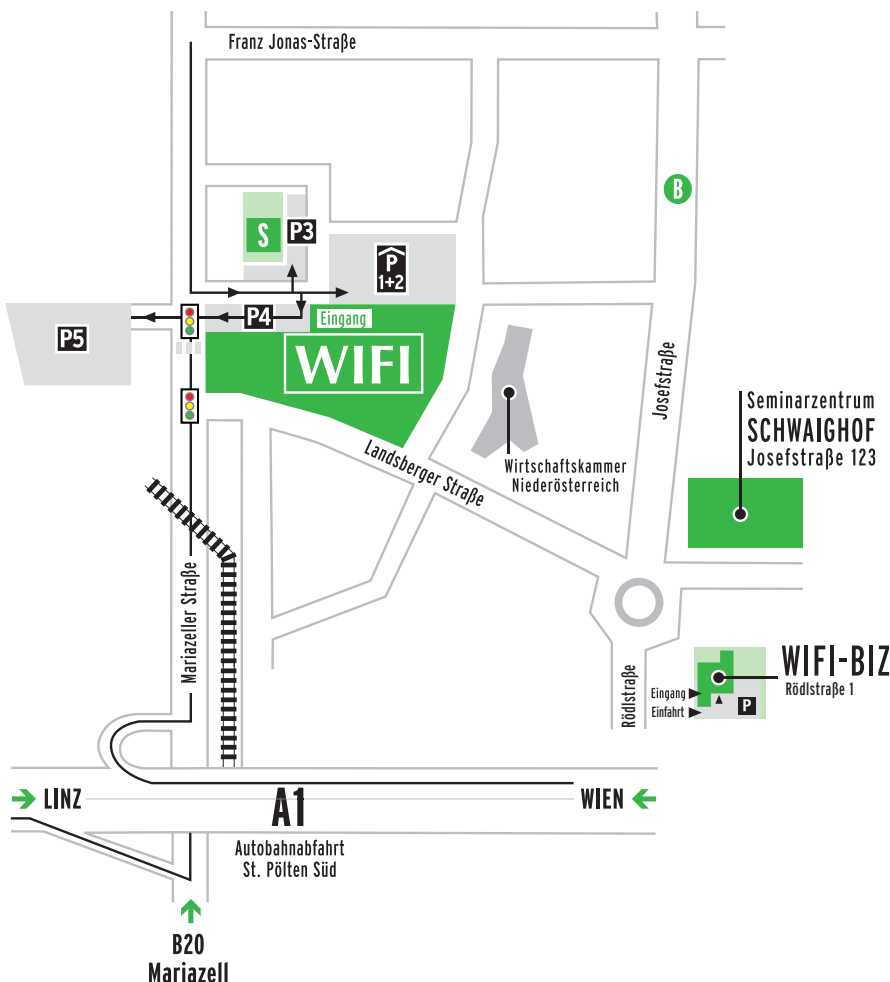 Franz Jonas-Straße
B
S
P3
P
1+2
P4
Eingang
P5
WIFI
Josefstraße
Seminarzentrum
SCHWAIGHOF
Josefstraße 123
Landsberger Straße
Wirtschaftskammer
Niederösterreich
Mariazeller Straße
WIFI-BIZ
Rödlstraße 1
Eingang
Einfahrt
P
Rödlstraße
LINZ
A1
WIEN
Autobahnabfahrt
St. Pölten Süd
B20
Mariazell